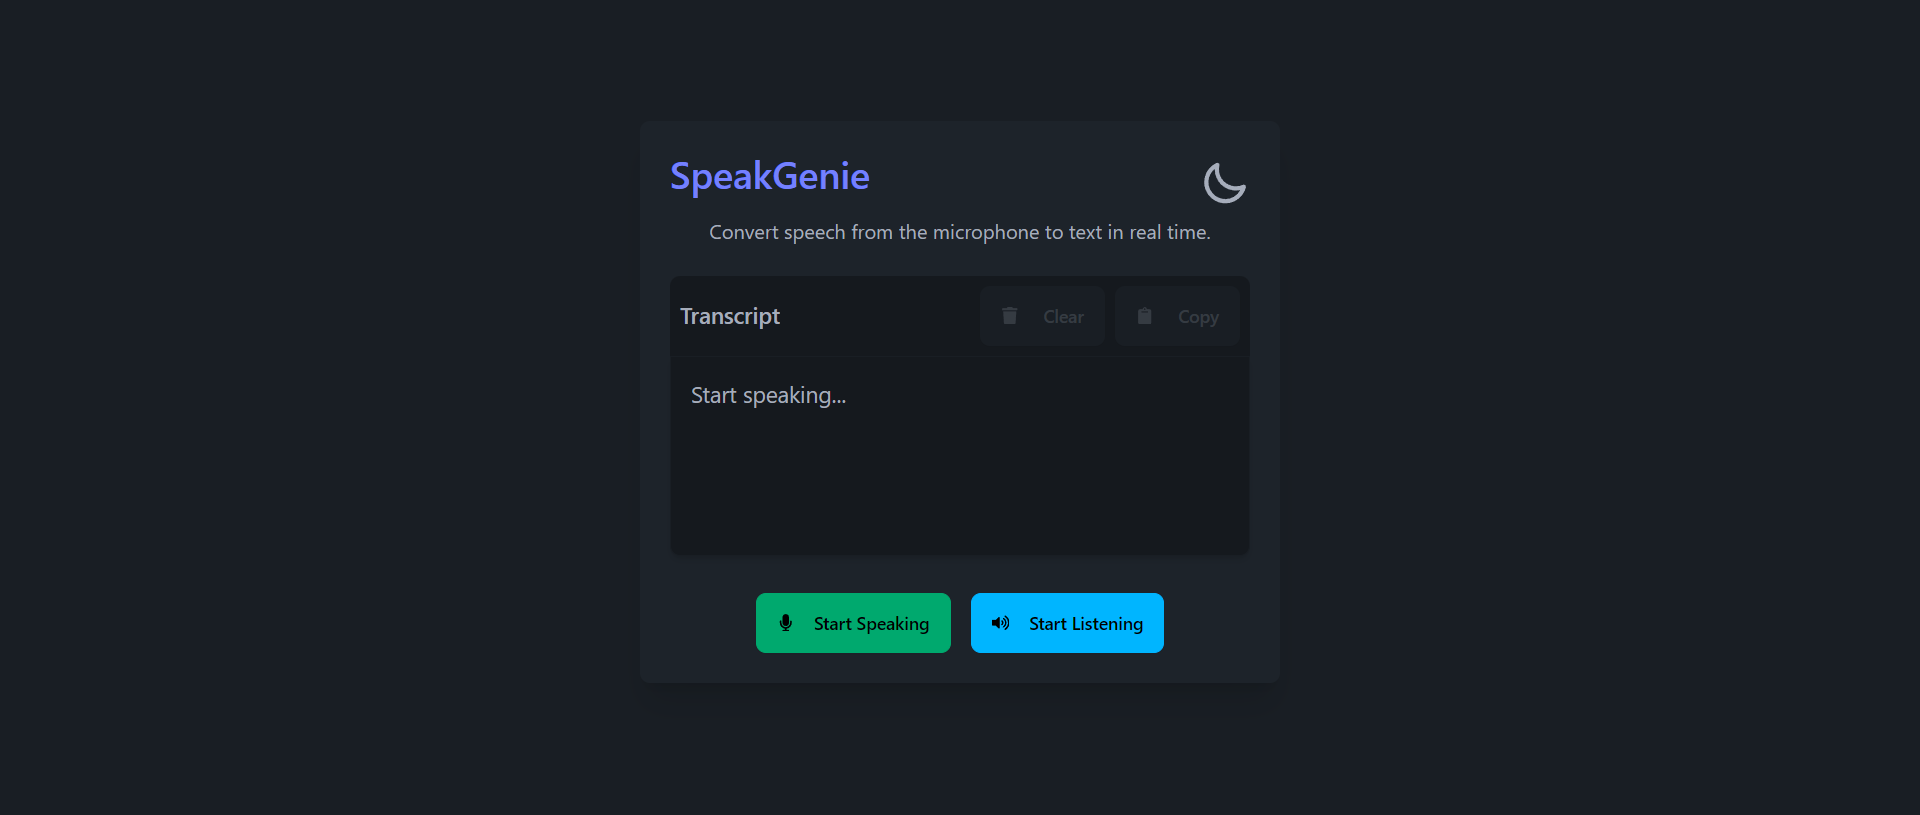 SpeakGenie
Convert speech from the microphone to text in real time.
Transcript
Clear
Copy
Start speaking...
Start Speaking
Start Listening